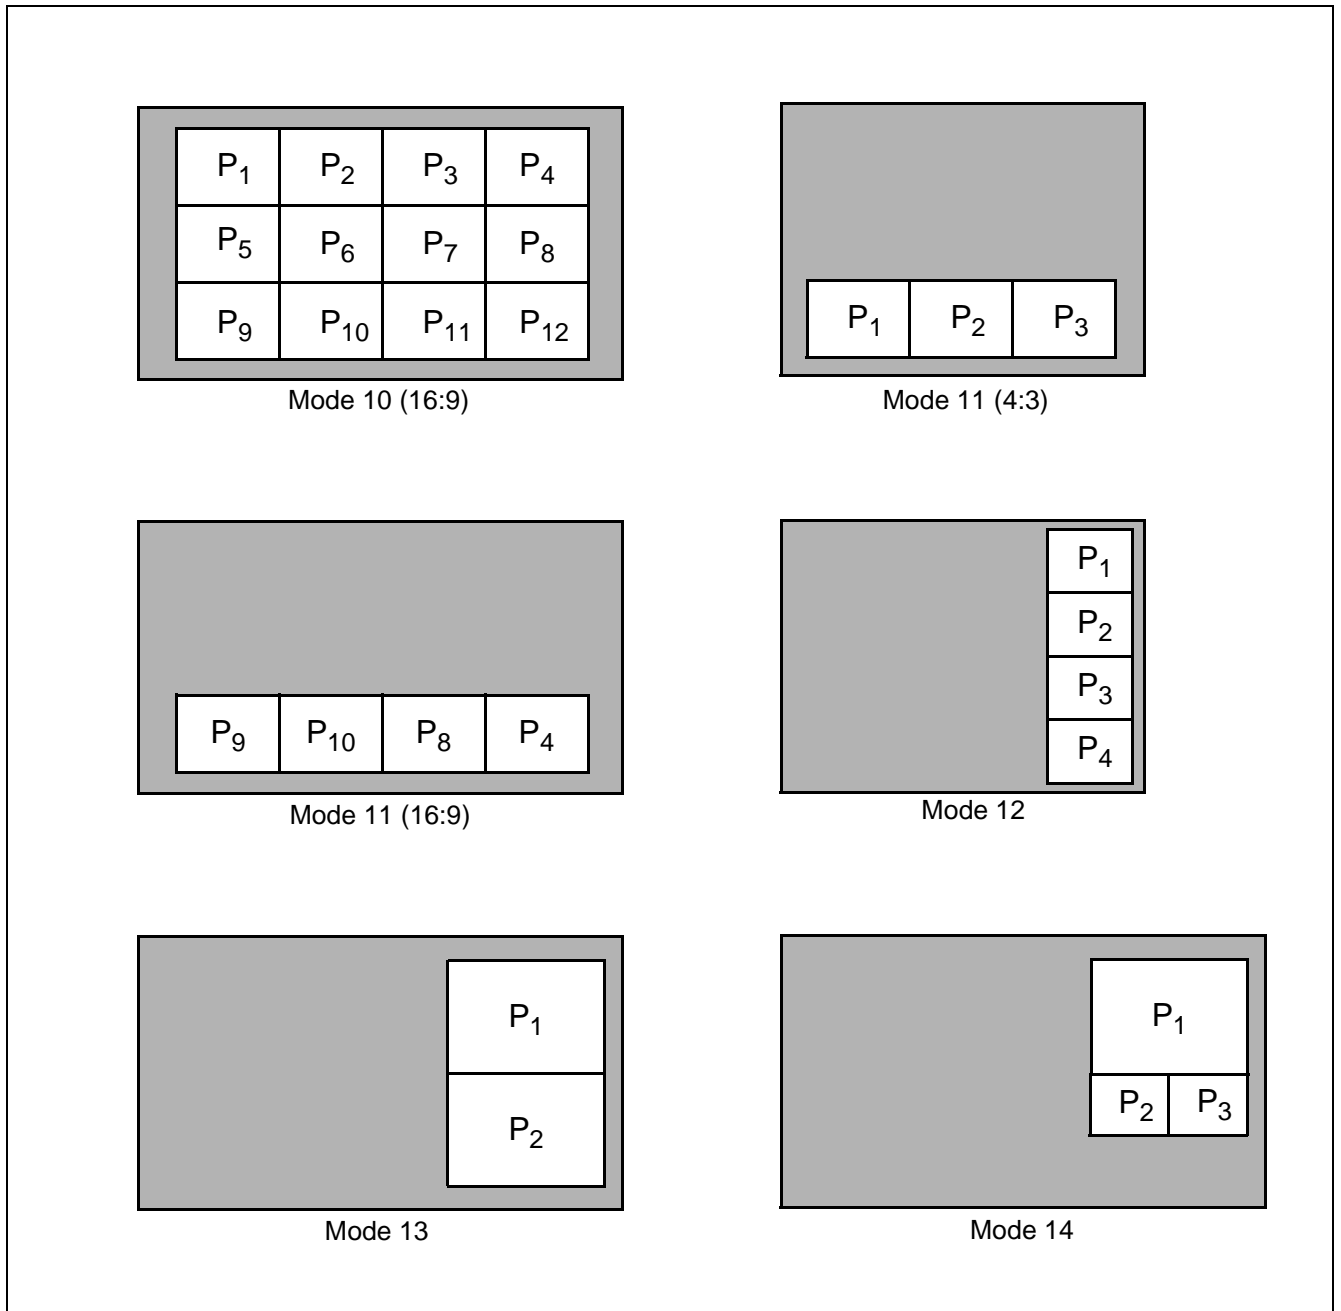 P1 P2 P3 P4
P5 P6 P7 P8
P9 P10 P11 P12
Mode 10 (16:9)
P1 P2 P3
Mode 11 (4:3)
P9 P10 P8 P4
Mode 11 (16:9)
P1
P2
P3
P4
Mode 12
P1
P2
Mode 13
P1
P2 P3
Mode 14